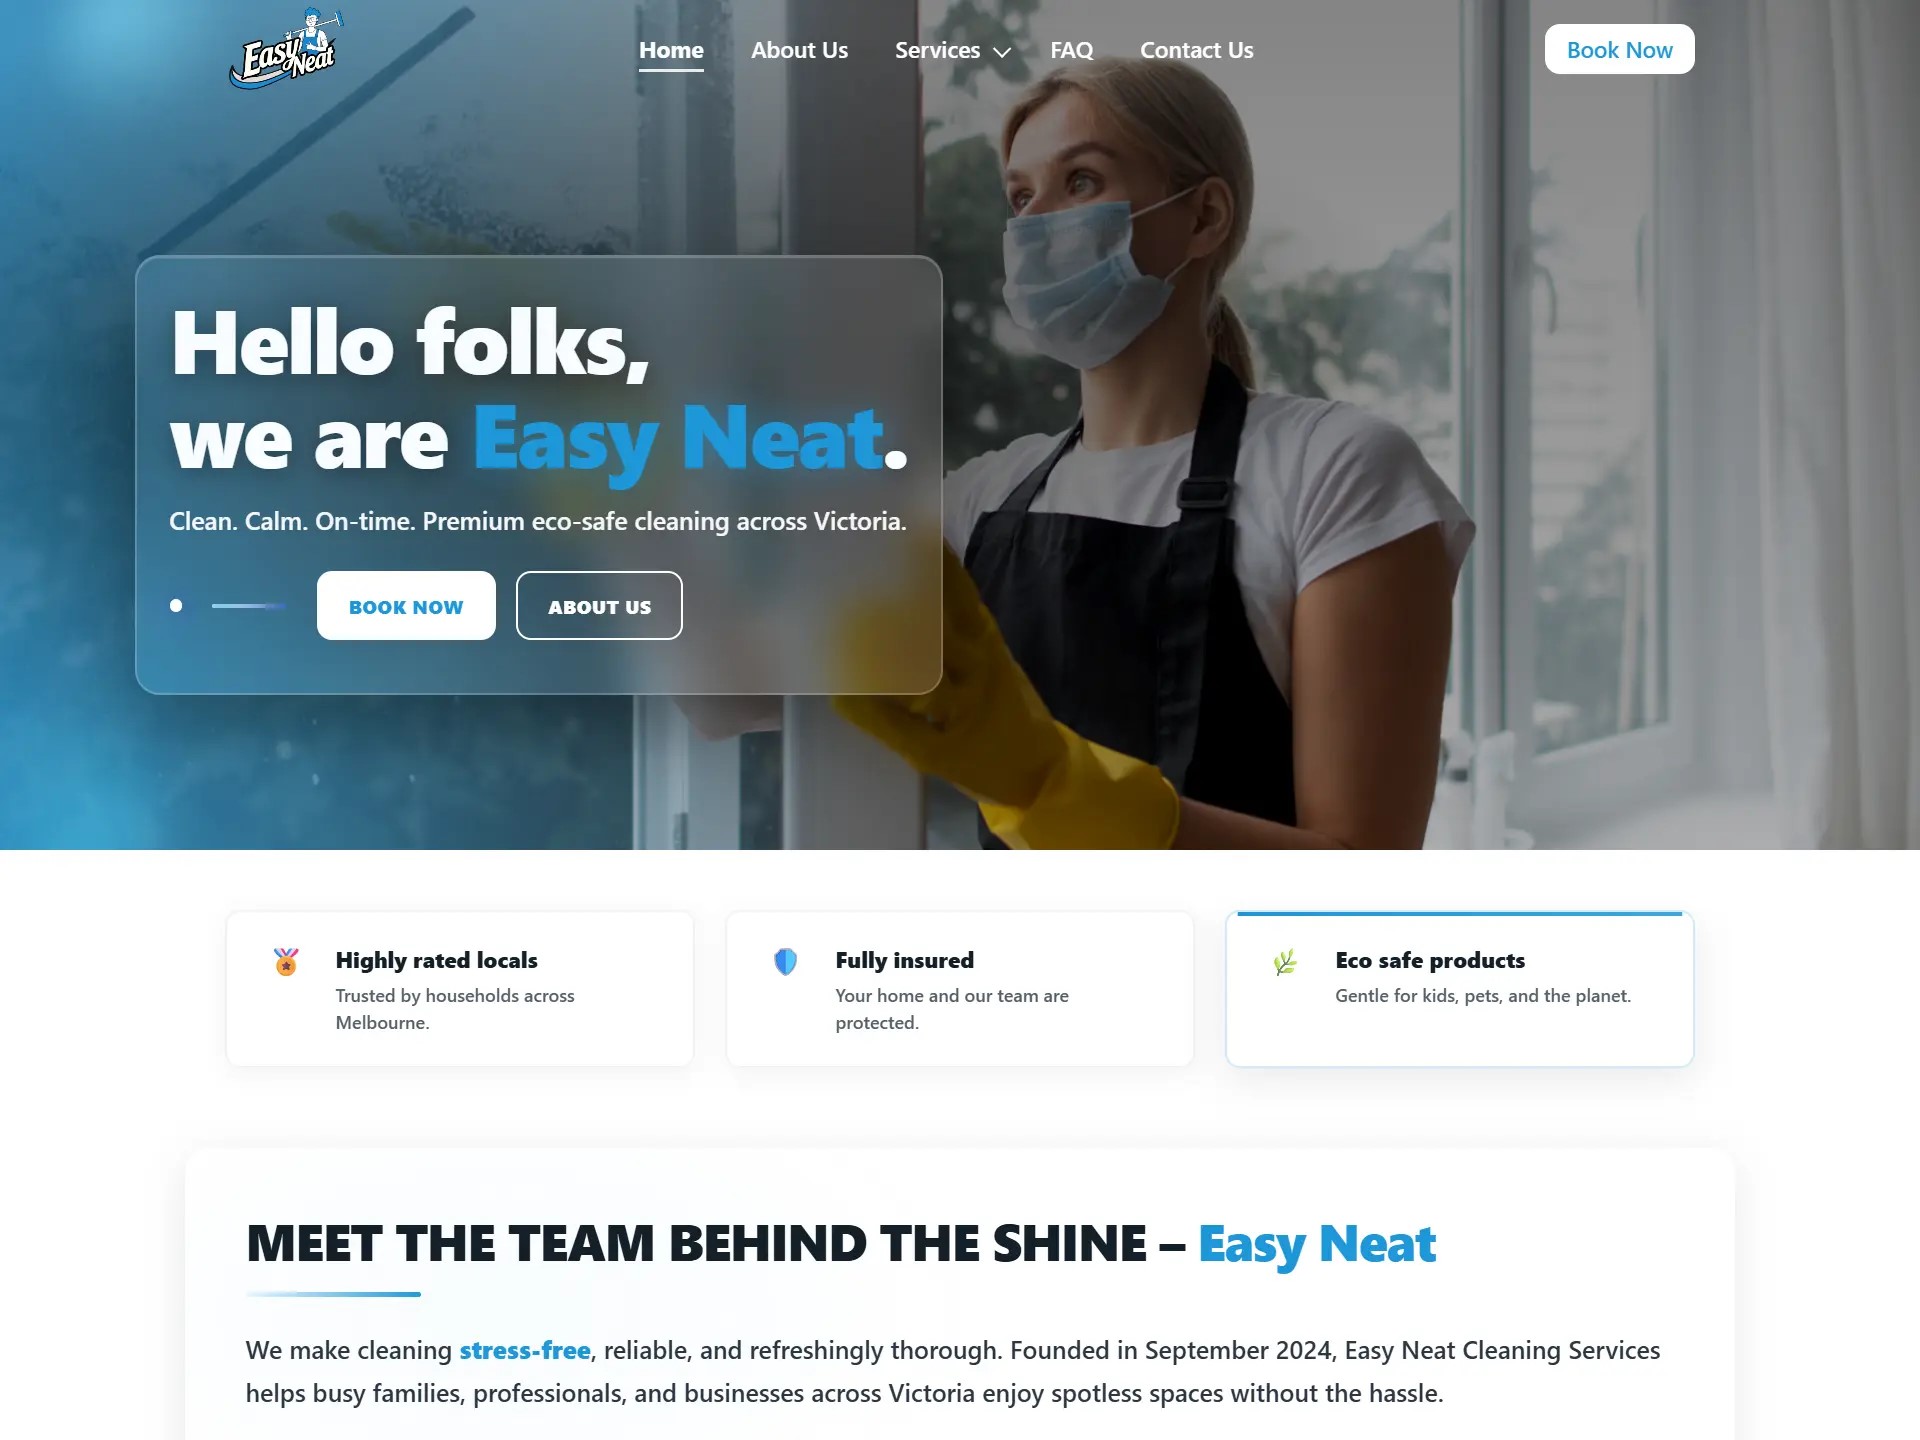 Easy Neat
Home
About Us
Services
FAQ
Contact Us
Book Now
Hello folks,
we are Easy Neat.
Clean. Calm. On-time. Premium eco-safe cleaning across Victoria.
BOOK NOW
ABOUT US
Highly rated locals
Trusted by households across
Melbourne.
Fully insured
Your home and our team are
protected.
Eco safe products
Gentle for kids, pets, and the planet.
MEET THE TEAM BEHIND THE SHINE – Easy Neat
We make cleaning stress-free, reliable, and refreshingly thorough. Founded in September 2024, Easy Neat Cleaning Services
helps busy families, professionals, and businesses across Victoria enjoy spotless spaces without the hassle.